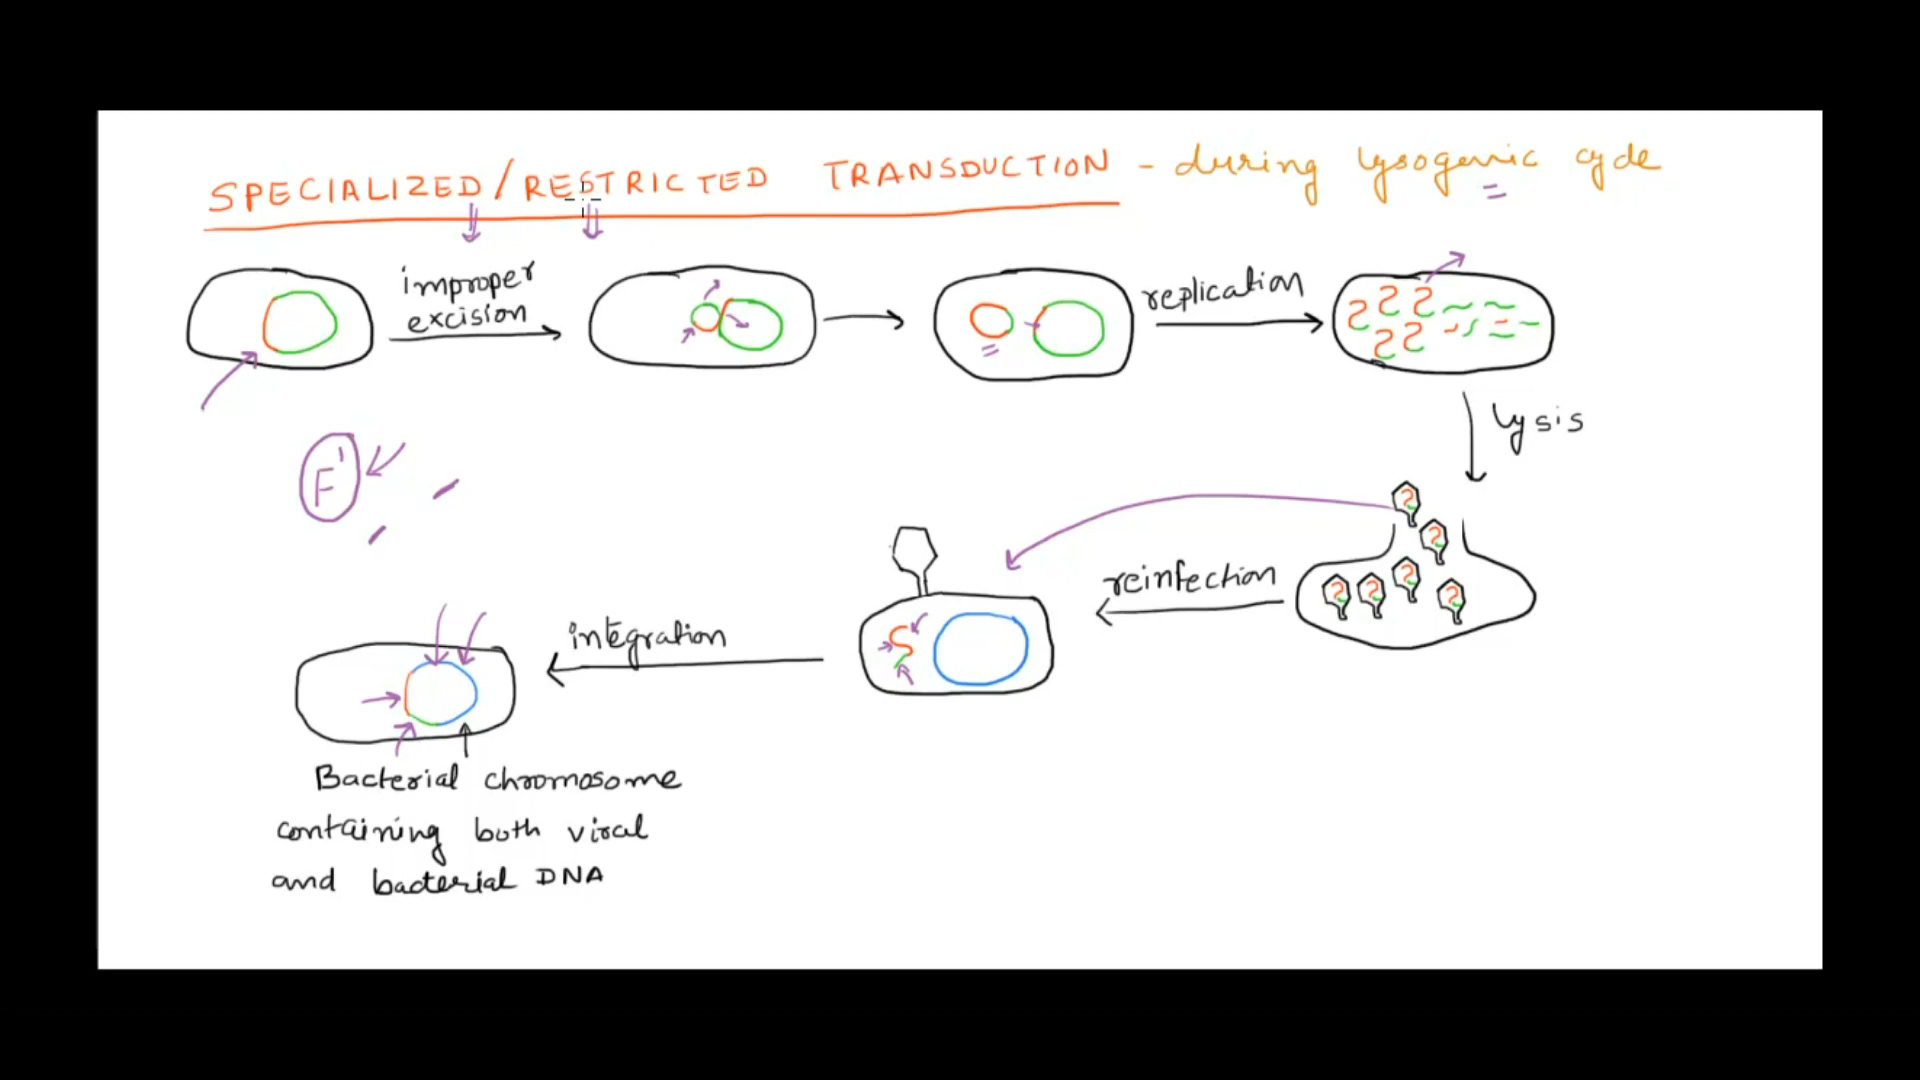 SPECIALIZED/RESTRICTED TRANSDUCTION - during lysogenic cycle
improper
excision
replication
lysis
F'
reinfection
integration
Bacterial chromosome
containing both viral
and bacterial DNA